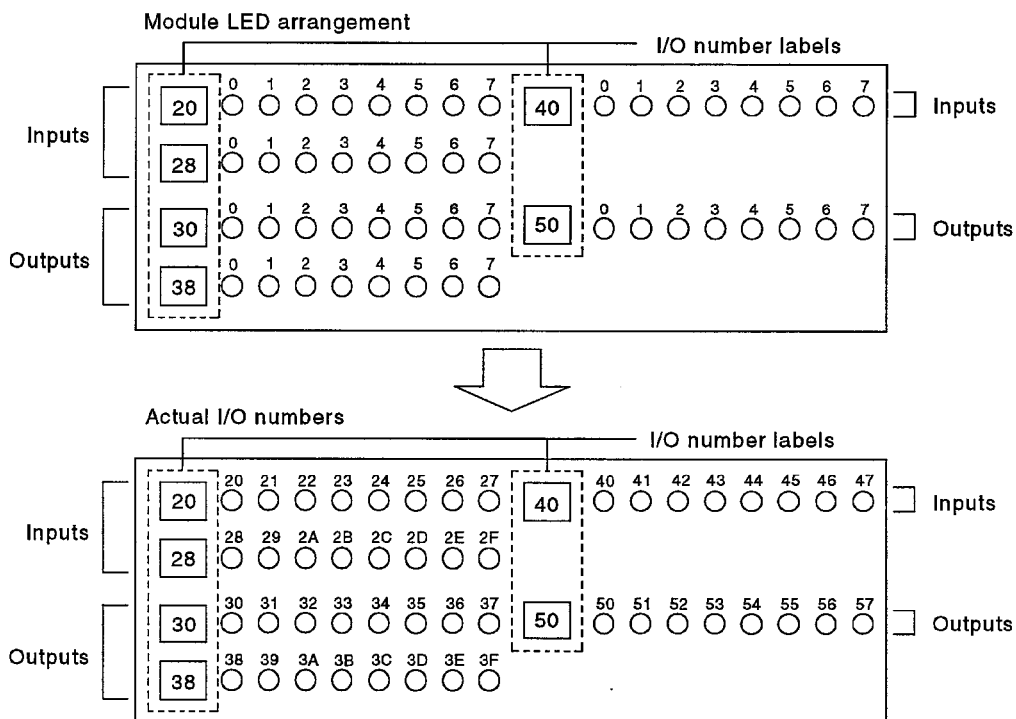 Module LED arrangement
I/O number labels
Inputs
20 0 1 2 3 4 5 6 7 40 0 1 2 3 4 5 6 7
Inputs
28 0 1 2 3 4 5 6 7
Outputs
30 0 1 2 3 4 5 6 7 50 0 1 2 3 4 5 6 7
Outputs
38 0 1 2 3 4 5 6 7
Actual I/O numbers
I/O number labels
Inputs
20 20 21 22 23 24 25 26 27 40 40 41 42 43 44 45 46 47
Inputs
28 28 29 2A 2B 2C 2D 2E 2F
Outputs
30 30 31 32 33 34 35 36 37 50 50 51 52 53 54 55 56 57
Outputs
38 38 39 3A 3B 3C 3D 3E 3F